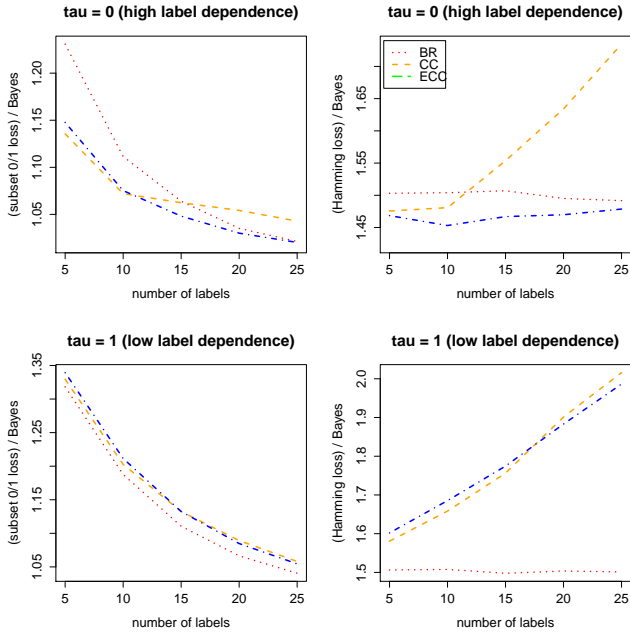 tau = 0 (high label dependence)
(subset 0/1 loss) / Bayes
1.05 1.10 1.15 1.20
5 10 15 20 25
number of labels
tau = 0 (high label dependence)
BR
CC
ECC
(Hamming loss) / Bayes
1.45 1.55 1.65
5 10 15 20 25
number of labels
tau = 1 (low label dependence)
(subset 0/1 loss) / Bayes
1.05 1.15 1.25 1.35
5 10 15 20 25
number of labels
tau = 1 (low label dependence)
(Hamming loss) / Bayes
1.5 1.6 1.7 1.8 1.9 2.0
5 10 15 20 25
number of labels